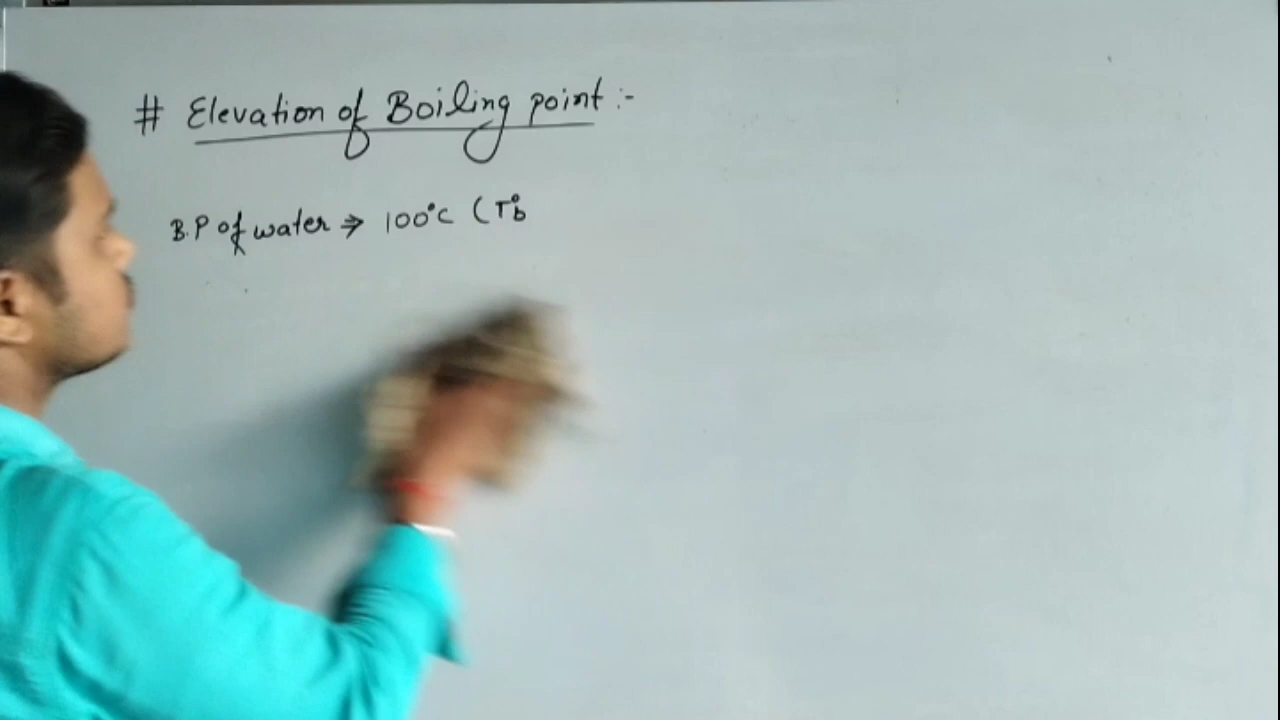 # Elevation of Boiling point :-
B.P of water ⇒ 100°C (T°b